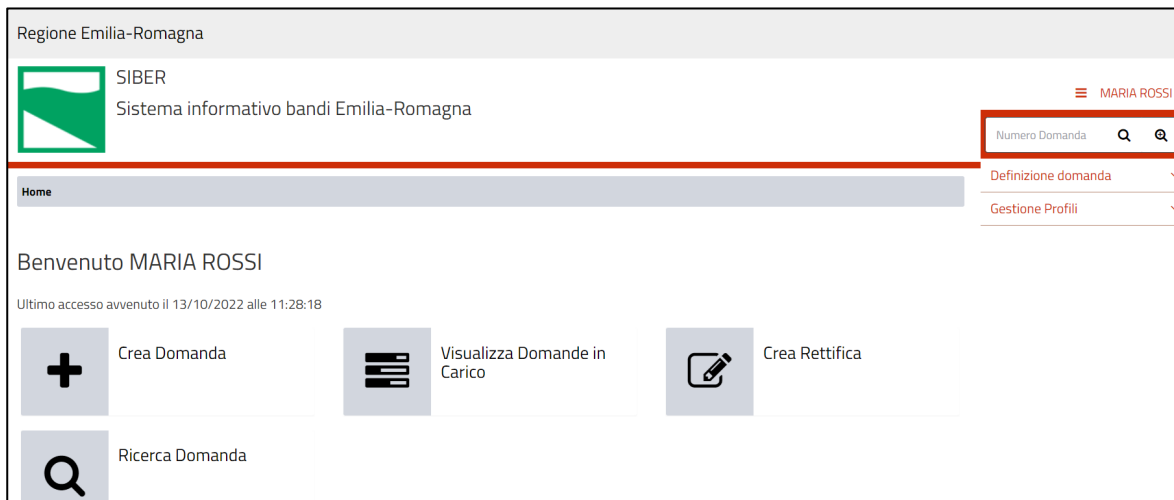 Regione Emilia-Romagna
SIBER
Sistema informativo bandi Emilia-Romagna
MARIA ROSSI
Numero Domanda
Definizione domanda
Gestione Profili
Home
Benvenuto MARIA ROSSI
Ultimo accesso avvenuto il 13/10/2022 alle 11:28:18
Crea Domanda
Visualizza Domande in
Carico
Crea Rettifica
Ricerca Domanda